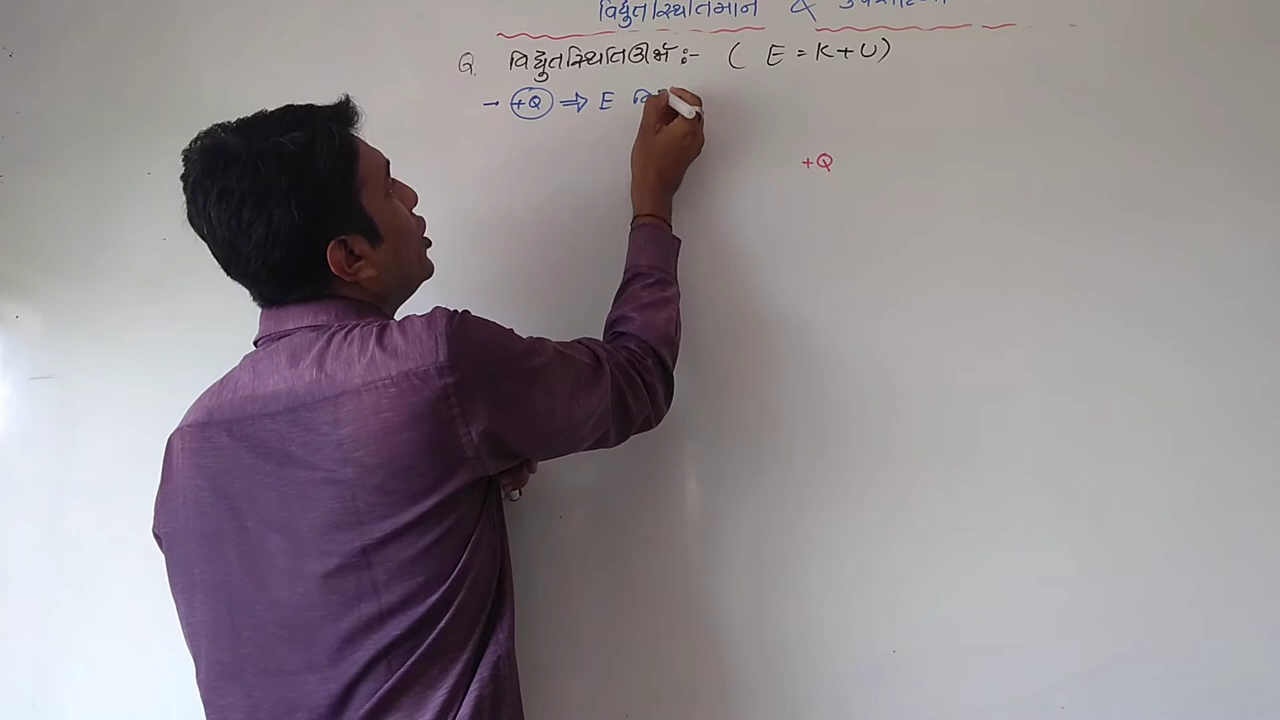 વિદ્યુતસ્થિતિમાન &
Q. વિદ્યુતસ્થિતિઊર્જા :- ( E = K + U )
→ +Q ⇒ E
+Q